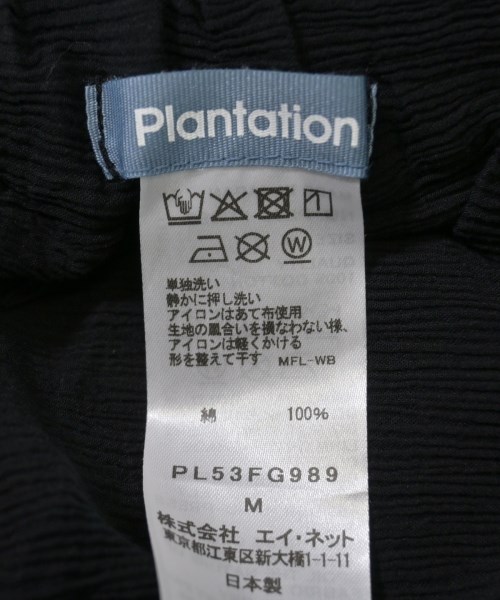 Plantation
W
単独洗い
静かに押し洗い
アイロンはあて布使用
生地の風合いを損なわない様、
アイロンは軽くかける
形を整えて干す MFL-WB
綿 100%
PL53FG989
M
株式会社 エイ・ネット
東京都江東区新大橋1-1-11
日本製